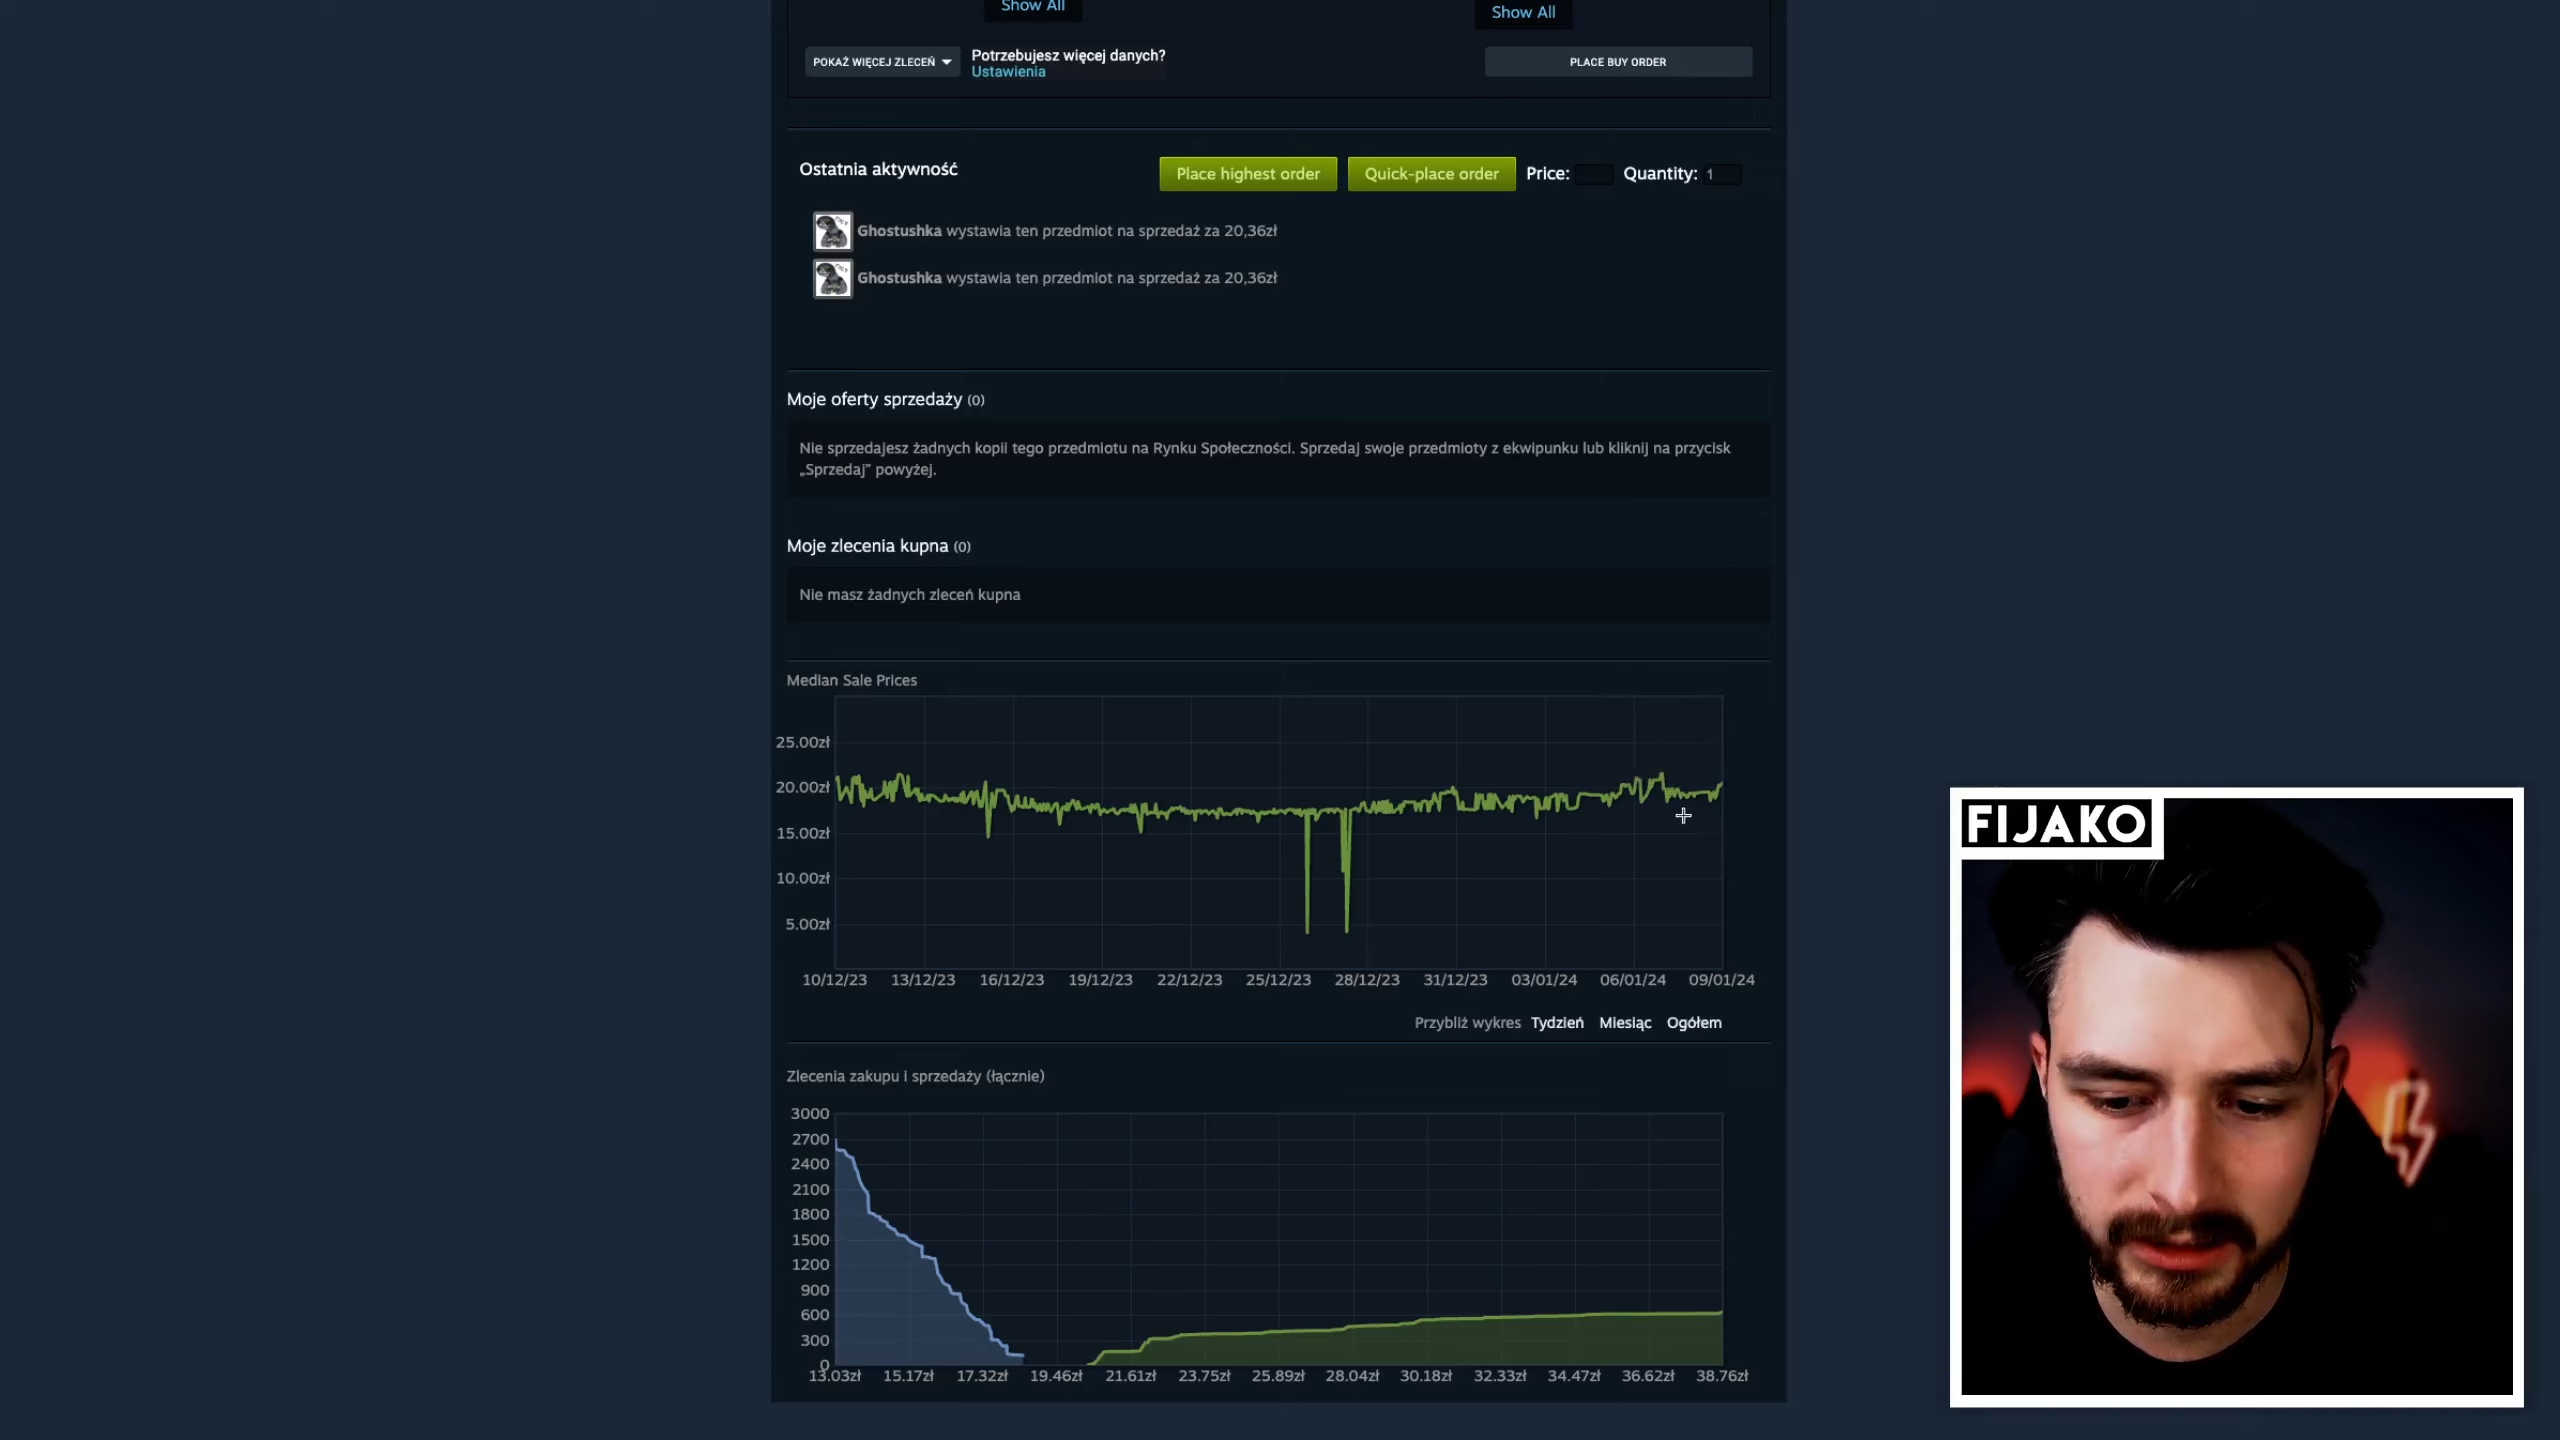 Show All
Show All
POKAŻ WIĘCEJ ZLECEŃ
Potrzebujesz więcej danych?
Ustawienia
PLACE BUY ORDER
Ostatnia aktywność
Place highest order
Quick-place order
Price:
Quantity: 1
Ghostushka wystawia ten przedmiot na sprzedaż za 20,36zł
Ghostushka wystawia ten przedmiot na sprzedaż za 20,36zł
Moje oferty sprzedaży (0)
Nie sprzedajesz żadnych kopii tego przedmiotu na Rynku Społeczności. Sprzedaj swoje przedmioty z ekwipunku lub kliknij na przycisk
„Sprzedaj” powyżej.
Moje zlecenia kupna (0)
Nie masz żadnych zleceń kupna
Median Sale Prices
25.00zł
20.00zł
15.00zł
10.00zł
5.00zł
10/12/23 13/12/23 16/12/23 19/12/23 22/12/23 25/12/23 28/12/23 31/12/23 03/01/24 06/01/24 09/01/24
Przybliż wykres Tydzień Miesiąc Ogółem
Zlecenia zakupu i sprzedaży (łącznie)
3000
2700
2400
2100
1800
1500
1200
900
600
300
0
13.03zł 15.17zł 17.32zł 19.46zł 21.61zł 23.75zł 25.89zł 28.04zł 30.18zł 32.33zł 34.47zł 36.62zł 38.76zł
FIJAKO